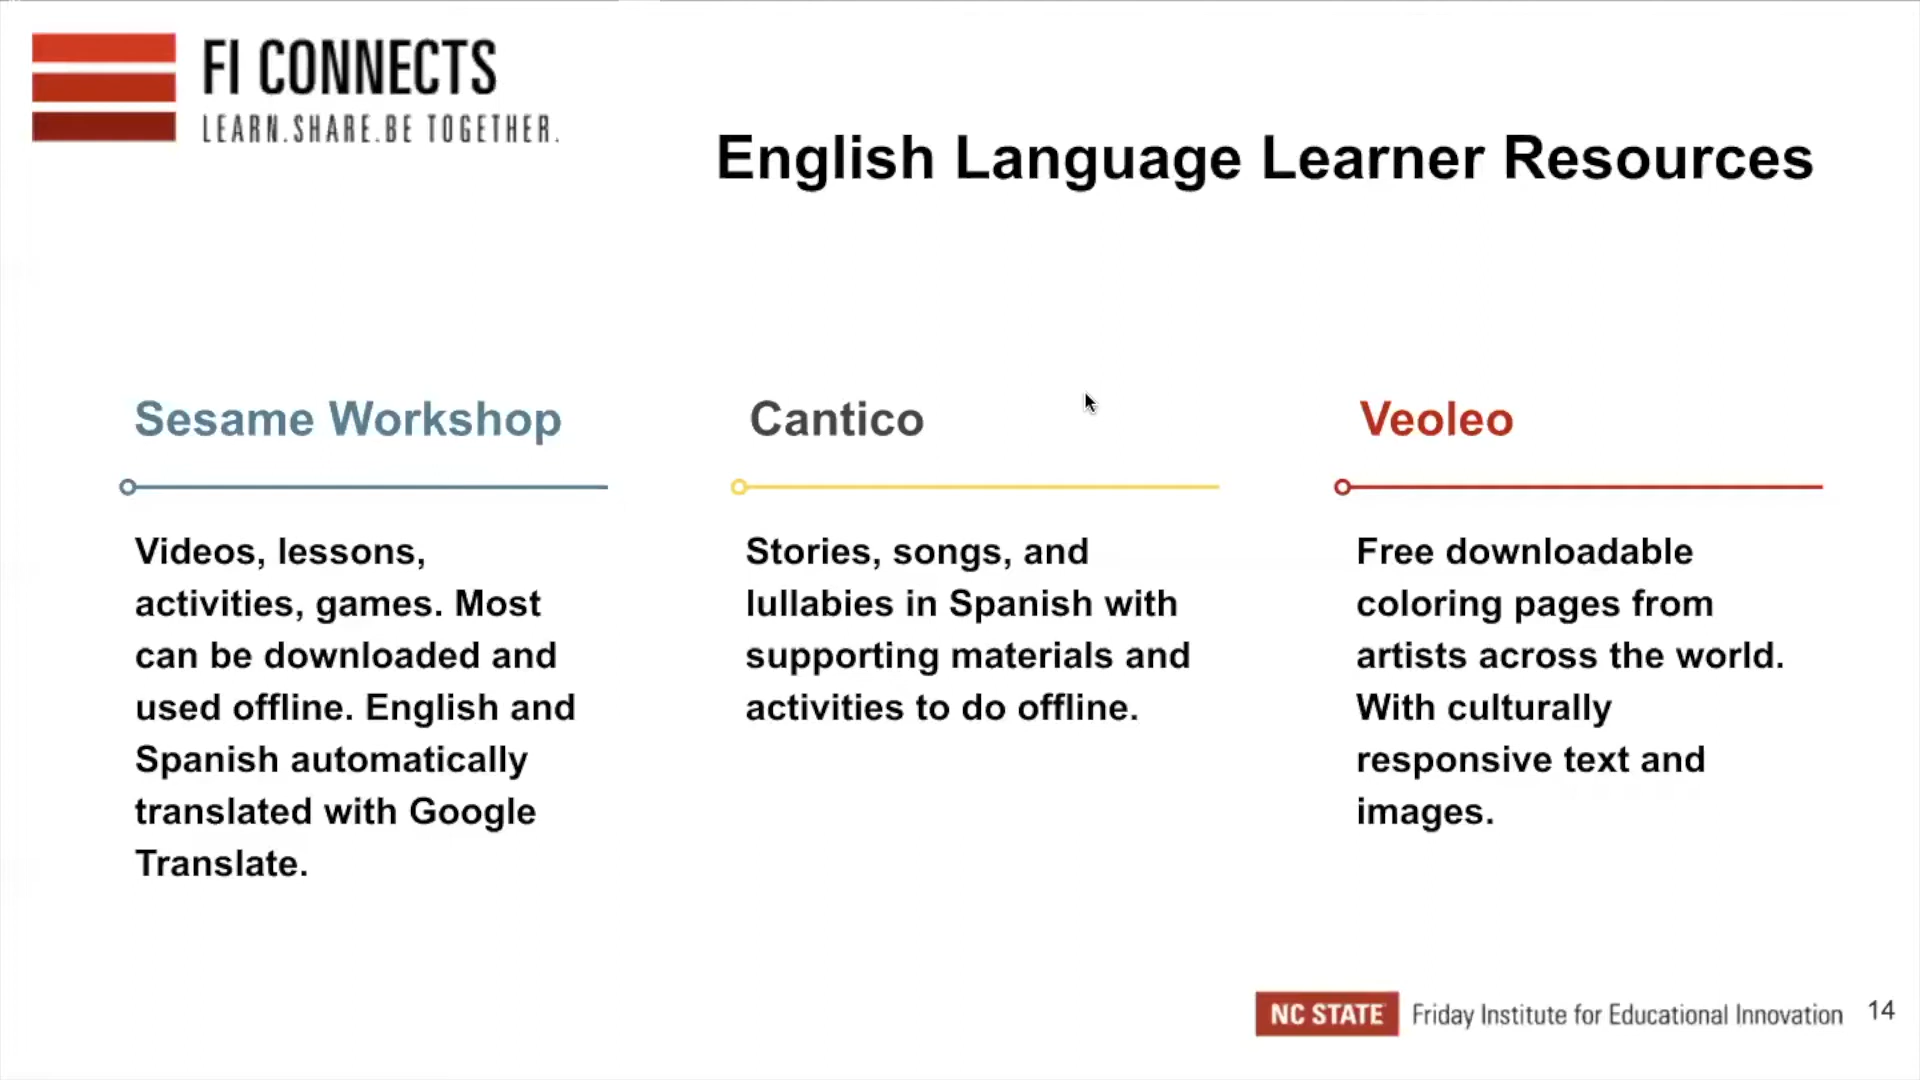 FI CONNECTS
LEARN.SHARE.BE TOGETHER.
English Language Learner Resources
Sesame Workshop
Videos, lessons,
activities, games. Most
can be downloaded and
used offline. English and
Spanish automatically
translated with Google
Translate.
Cantico
Stories, songs, and
lullabies in Spanish with
supporting materials and
activities to do offline.
Veoleo
Free downloadable
coloring pages from
artists across the world.
With culturally
responsive text and
images.
NC STATE Friday Institute for Educational Innovation 14